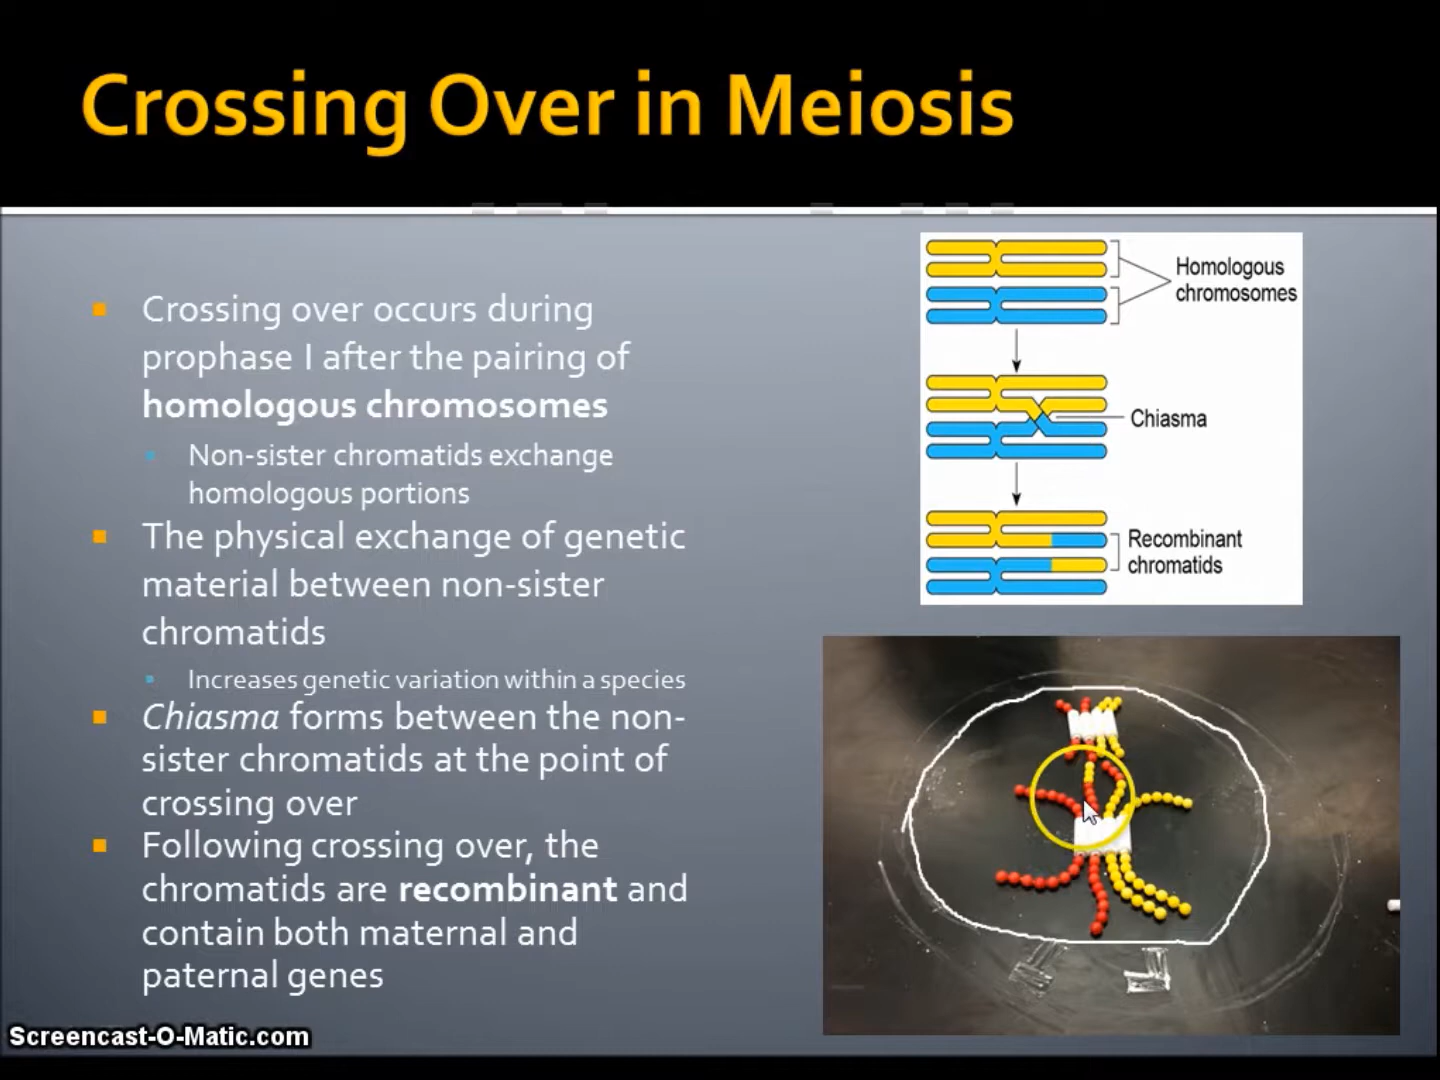 Crossing Over in Meiosis
Crossing over occurs during
prophase I after the pairing of
homologous chromosomes
Non-sister chromatids exchange
homologous portions
The physical exchange of genetic
material between non-sister
chromatids
Increases genetic variation within a species
Chiasma forms between the non-
sister chromatids at the point of
crossing over
Following crossing over, the
chromatids are recombinant and
contain both maternal and
paternal genes
Homologous
chromosomes
Chiasma
Recombinant
chromatids
Screencast-O-Matic.com